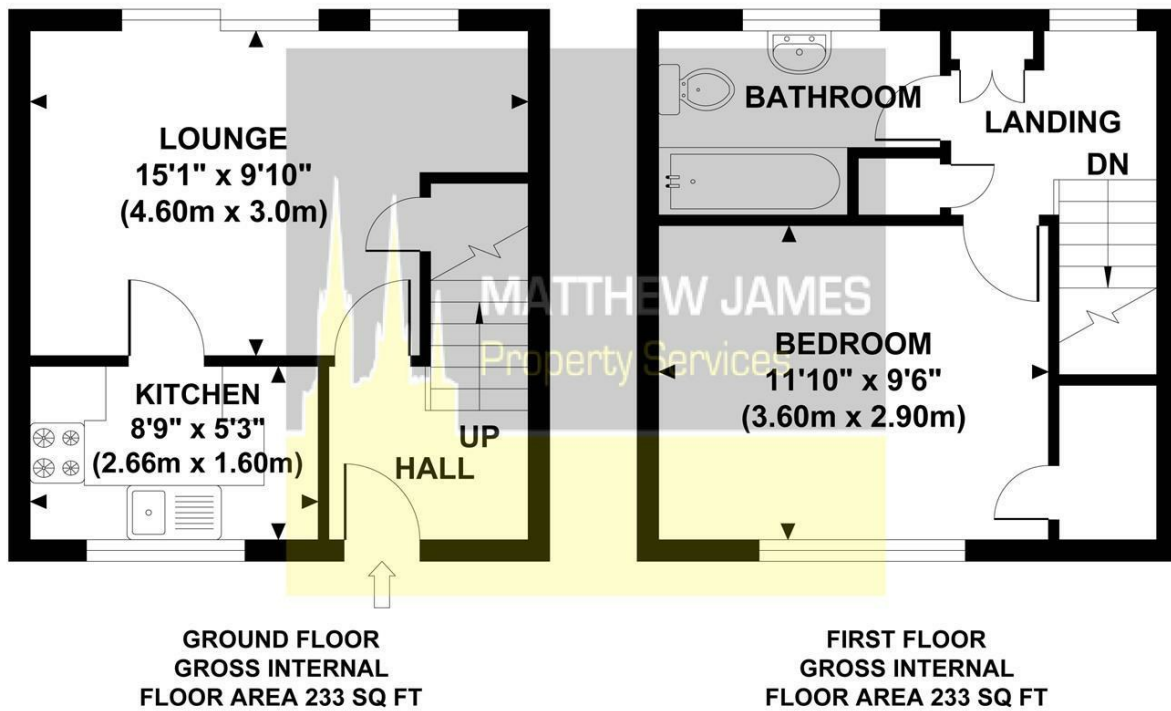 LOUNGE
15'1" x 9'10"
(4.60m x 3.0m)
KITCHEN
8'9" x 5'3"
(2.66m x 1.60m)
UP
HALL
BATHROOM
LANDING
DN
BEDROOM
11'10" x 9'6"
(3.60m x 2.90m)
MATTHEW JAMES
Property Services
GROUND FLOOR
GROSS INTERNAL
FLOOR AREA 233 SQ FT
FIRST FLOOR
GROSS INTERNAL
FLOOR AREA 233 SQ FT